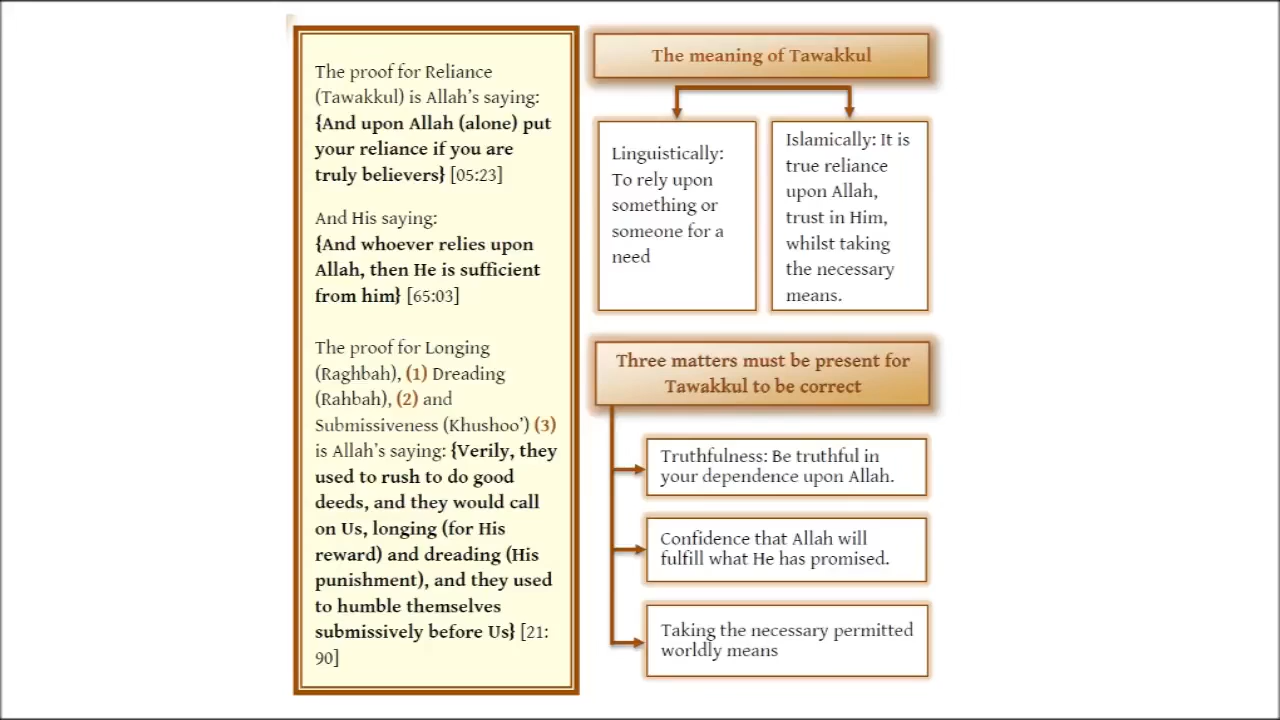 The proof for Reliance
(Tawakkul) is Allah's saying:
{And upon Allah (alone) put
your reliance if you are
truly believers} [05:23]
And His saying:
{And whoever relies upon
Allah, then He is sufficient
from him} [65:03]
The proof for Longing
(Raghbah), (1) Dreading
(Rahbah), (2) and
Submissiveness (Khushoo') (3)
is Allah's saying: {Verily, they
used to rush to do good
deeds, and they would call
on Us, longing (for His
reward) and dreading (His
punishment), and they used
to humble themselves
submissively before Us} [21:
90]
The meaning of Tawakkul
Linguistically:
To rely upon
something or
someone for a
need
Islamically: It is
true reliance
upon Allah,
trust in Him,
whilst taking
the necessary
means.
Three matters must be present for
Tawakkul to be correct
Truthfulness: Be truthful in
your dependence upon Allah.
Confidence that Allah will
fulfill what He has promised.
Taking the necessary permitted
worldly means